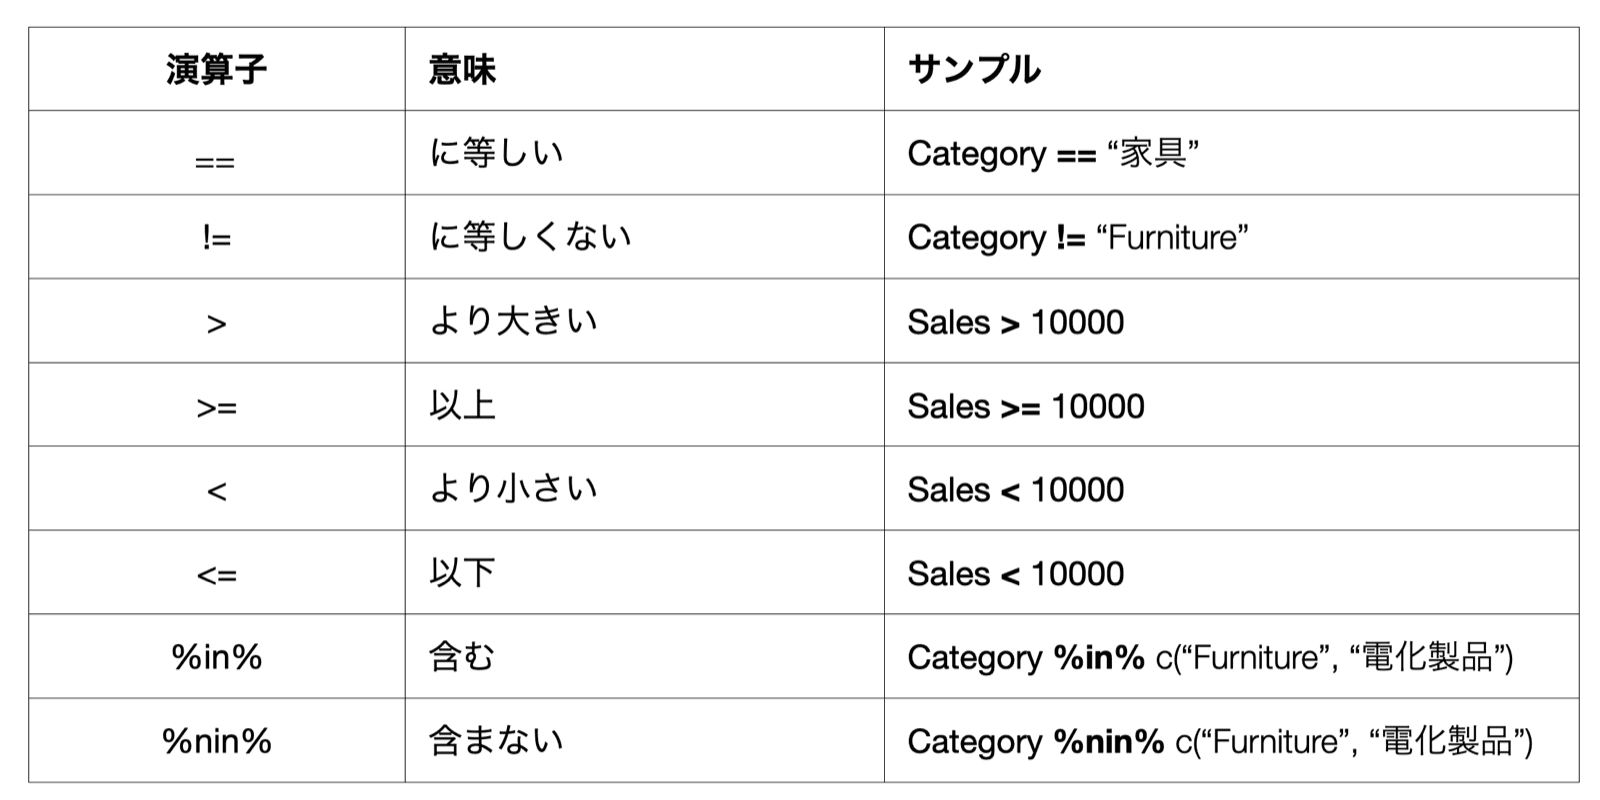 演算子 意味 サンプル
== に等しい Category == “家具”
!= に等しくない Category != “Furniture”
> より大きい Sales > 10000
>= 以上 Sales >= 10000
< より小さい Sales < 10000
<= 以下 Sales < 10000
%in% 含む Category %in% c(“Furniture”, “電化製品”)
%nin% 含まない Category %nin% c(“Furniture”, “電化製品”)